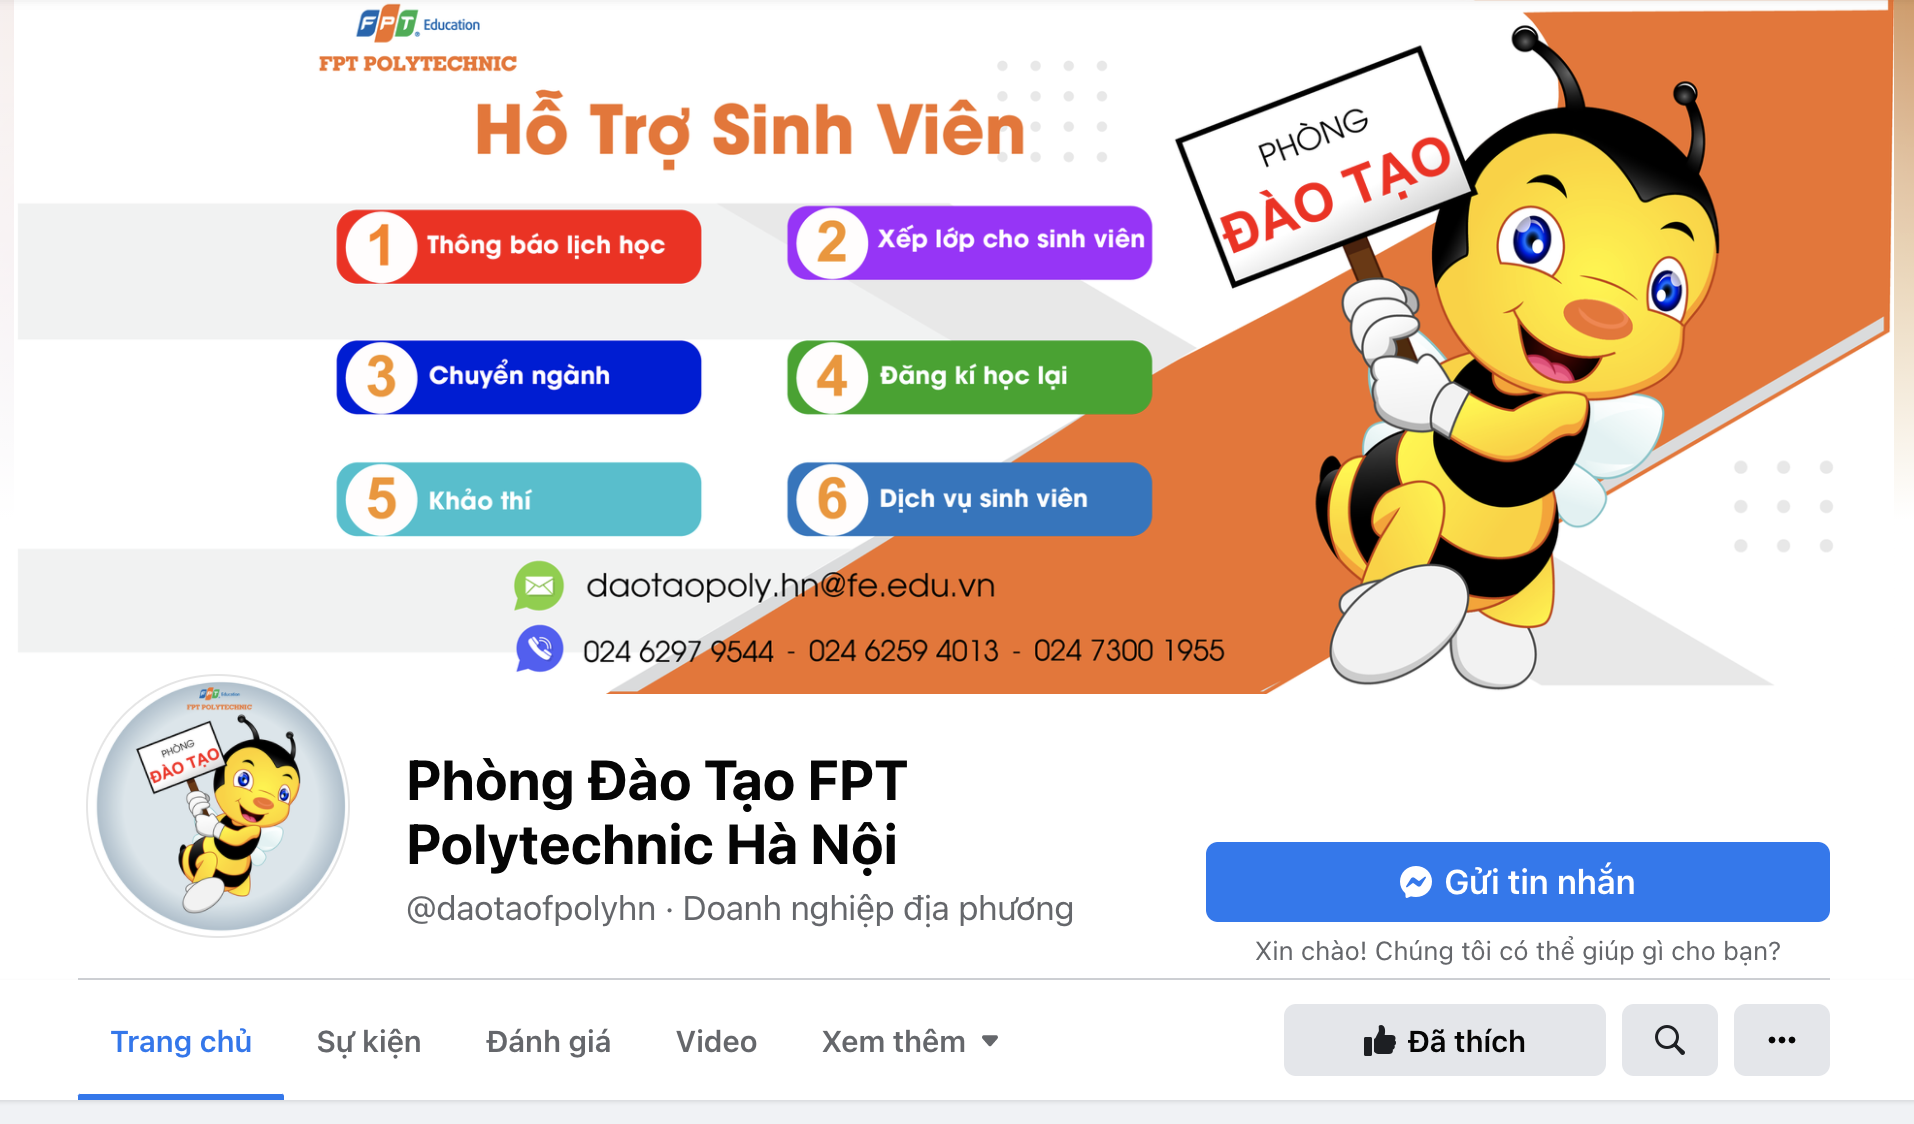 FPT Education
FPT POLYTECHNIC
Hỗ Trợ Sinh Viên
PHÒNG
ĐÀO TẠO
1 Thông báo lịch học
2 Xếp lớp cho sinh viên
3 Chuyển ngành
4 Đăng kí học lại
5 Khảo thí
6 Dịch vụ sinh viên
daotaopoly.hn@fe.edu.vn
024 6297 9544 - 024 6259 4013 - 024 7300 1955
FPT Education
FPT POLYTECHNIC
PHÒNG
ĐÀO TẠO
Phòng Đào Tạo FPT
Polytechnic Hà Nội
@daotaofpolyhn · Doanh nghiệp địa phương
Gửi tin nhắn
Xin chào! Chúng tôi có thể giúp gì cho bạn?
Trang chủ Sự kiện Đánh giá Video Xem thêm Đã thích